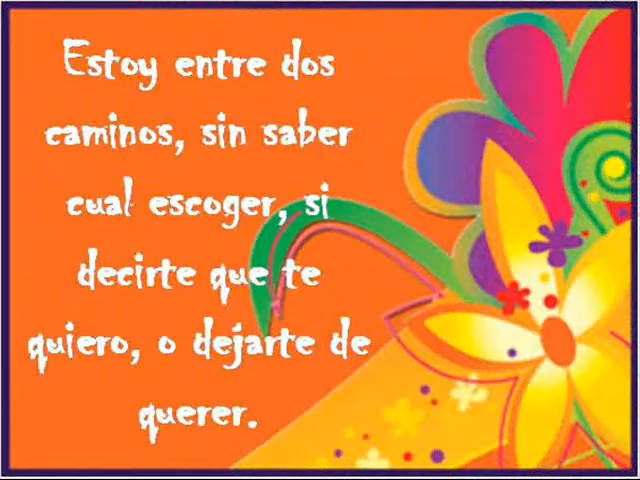 Estoy entre dos
caminos, sin saber
cual escoger, si
decirte que te
quiero, o dejarte de
querer.